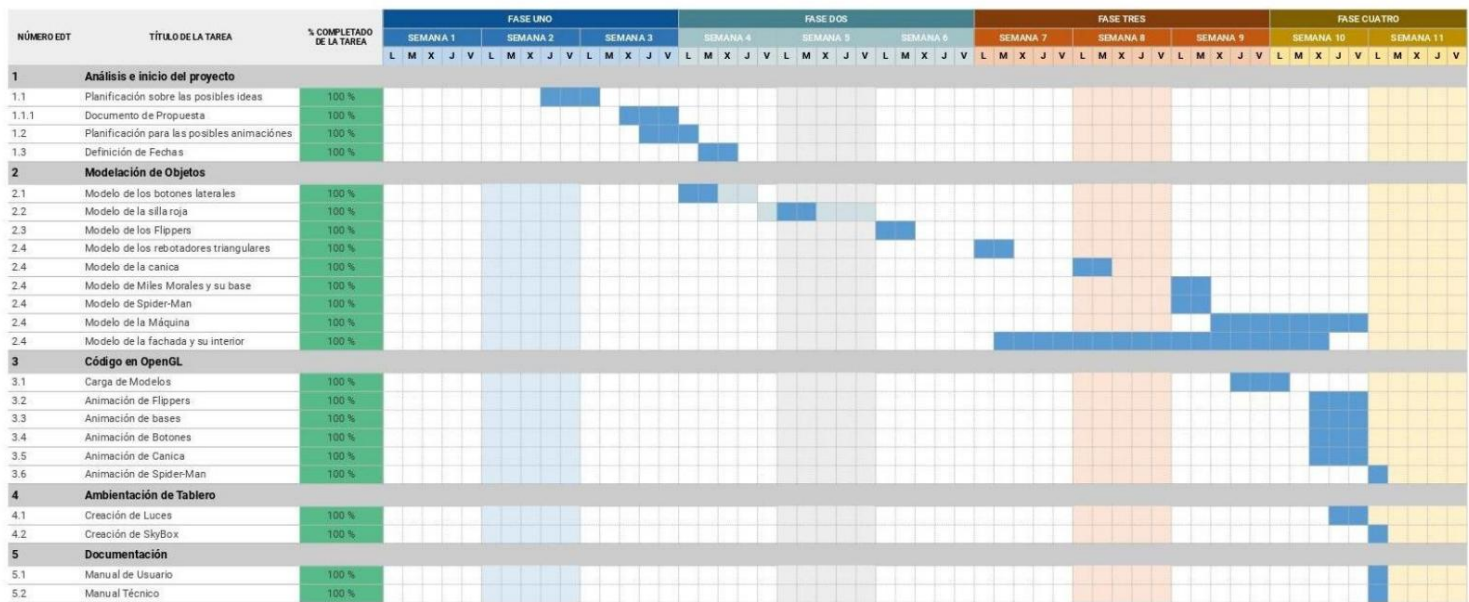 FASE UNO FASE DOS FASE TRES FASE CUATRO
NÚMERO EDT TÍTULO DE LA TAREA % COMPLETADO DE LA TAREA SEMANA 1 SEMANA 2 SEMANA 3 SEMANA 4 SEMANA 5 SEMANA 6 SEMANA 7 SEMANA 8 SEMANA 9 SEMANA 10 SEMANA 11
L M X J V L M X J V L M X J V L M X J V L M X J V L M X J V L M X J V L M X J V L M X J V L M X J V L M X J V
1 Análisis e inicio del proyecto
1.1 Planificación sobre las posibles ideas 100 %
1.1.1 Documento de Propuesta 100 %
1.2 Planificación para las posibles animaciónes 100 %
1.3 Definición de Fechas 100 %
2 Modelación de Objetos
2.1 Modelo de los botones laterales 100 %
2.2 Modelo de la silla roja 100 %
2.3 Modelo de los Flippers 100 %
2.4 Modelo de los rebotadores triangulares 100 %
2.4 Modelo de la canica 100 %
2.4 Modelo de Miles Morales y su base 100 %
2.4 Modelo de Spider-Man 100 %
2.4 Modelo de la Máquina 100 %
2.4 Modelo de la fachada y su interior 100 %
3 Código en OpenGL
3.1 Carga de Modelos 100 %
3.2 Animación de Flippers 100 %
3.3 Animación de bases 100 %
3.4 Animación de Botones 100 %
3.5 Animación de Canica 100 %
3.6 Animación de Spider-Man 100 %
4 Ambientación de Tablero
4.1 Creación de Luces 100 %
4.2 Creación de SkyBox 100 %
5 Documentación
5.1 Manual de Usuario 100 %
5.2 Manual Técnico 100 %